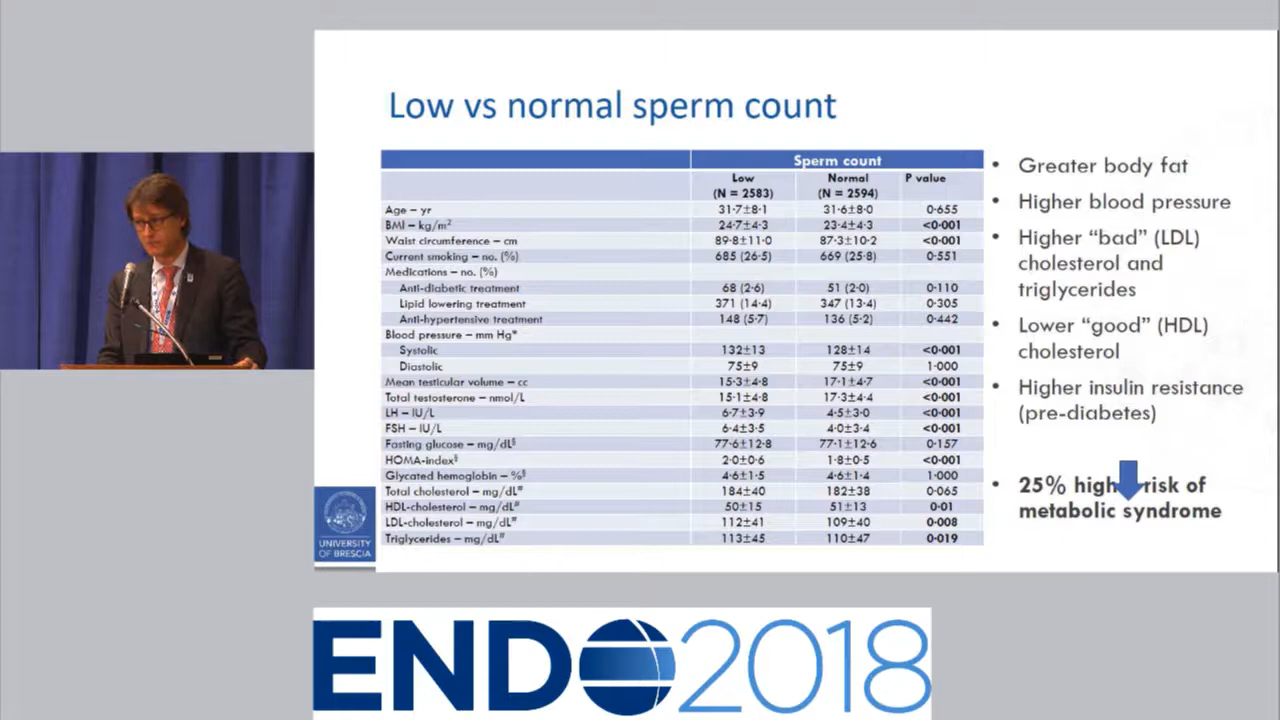 Low vs normal sperm count
Sperm count
Low Normal P value
(N = 2583) (N = 2594)
Age – yr 31·7±8·1 31·6±8·0 0·655
BMI – kg/m² 24·7±4·3 23·4±4·3 <0·001
Waist circumference – cm 89·8±11·0 87·3±10·2 <0·001
Current smoking – no. (%) 685 (26·5) 669 (25·8) 0·551
Medications – no. (%)
Anti-diabetic treatment 68 (2·6) 51 (2·0) 0·110
Lipid lowering treatment 371 (14·4) 347 (13·4) 0·305
Anti-hypertensive treatment 148 (5·7) 136 (5·2) 0·442
Blood pressure – mm Hg*
Systolic 132±13 128±14 <0·001
Diastolic 75±9 75±9 1·000
Mean testicular volume – cc 15·3±4·8 17·1±4·7 <0·001
Total testosterone – nmol/L 15·1±4·8 17·3±4·4 <0·001
LH – IU/L 6·7±3·9 4·5±3·0 <0·001
FSH – IU/L 6·4±3·5 4·0±3·4 <0·001
Fasting glucose – mg/dL§ 77·6±12·8 77·1±12·6 0·157
HOMA-index§ 2·0±0·6 1·8±0·5 <0·001
Glycated hemoglobin – %§ 4·6±1·5 4·6±1·4 1·000
Total cholesterol – mg/dL# 184±40 182±38 0·065
HDL-cholesterol – mg/dL# 50±15 51±13 0·01
LDL-cholesterol – mg/dL# 112±41 109±40 0·008
Triglycerides – mg/dL# 113±45 110±47 0·019
• Greater body fat
• Higher blood pressure
• Higher “bad” (LDL)
cholesterol and
triglycerides
• Lower “good” (HDL)
cholesterol
• Higher insulin resistance
(pre-diabetes)
• 25% high risk of
metabolic syndrome
UNIVERSITY
OF BRESCIA
ENDO2018